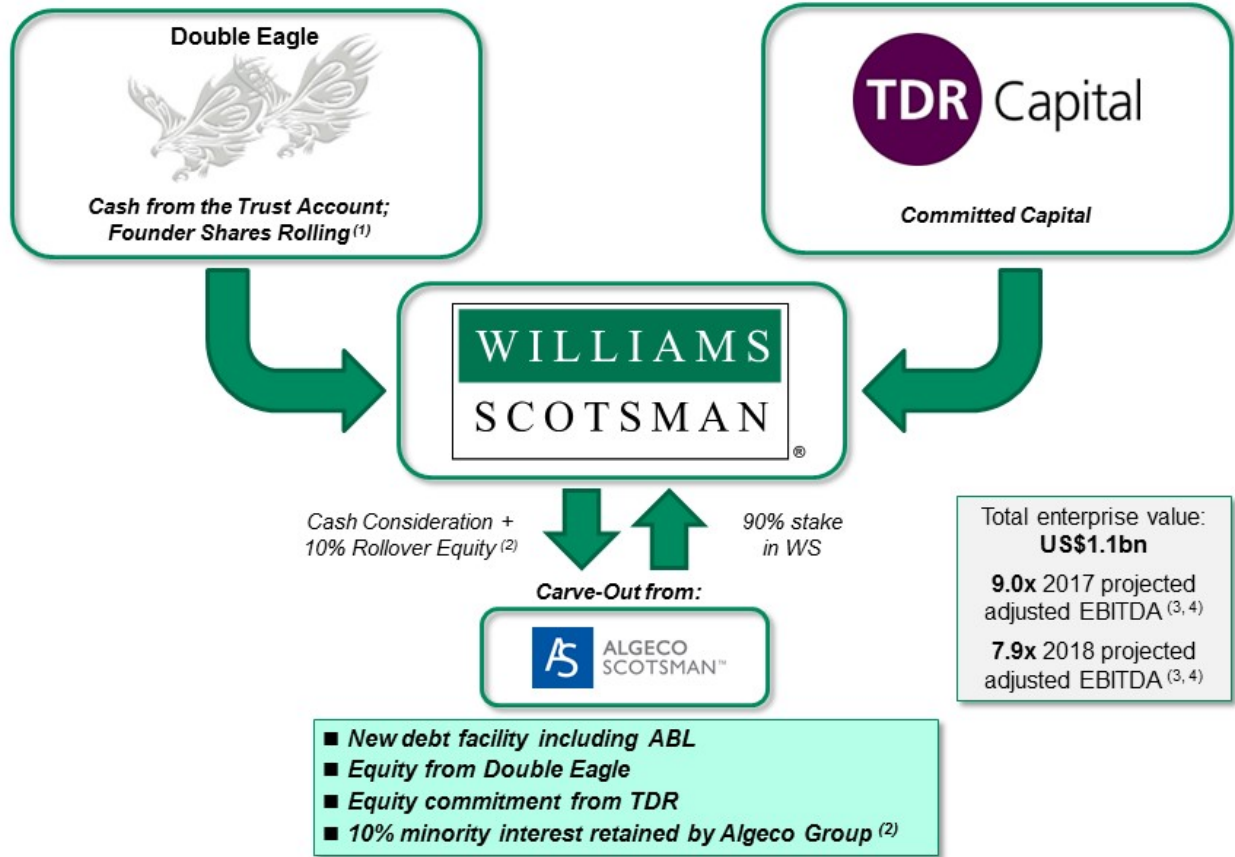 Double Eagle
Cash from the Trust Account;
Founder Shares Rolling (1)
TDR Capital
Committed Capital
WILLIAMS
SCOTSMAN
®
Cash Consideration +
10% Rollover Equity (2)
90% stake
in WS
Carve-Out from:
AS
ALGECO
SCOTSMAN™
Total enterprise value:
US$1.1bn
9.0x 2017 projected
adjusted EBITDA (3, 4)
7.9x 2018 projected
adjusted EBITDA (3, 4)
■ New debt facility including ABL
■ Equity from Double Eagle
■ Equity commitment from TDR
■ 10% minority interest retained by Algeco Group (2)